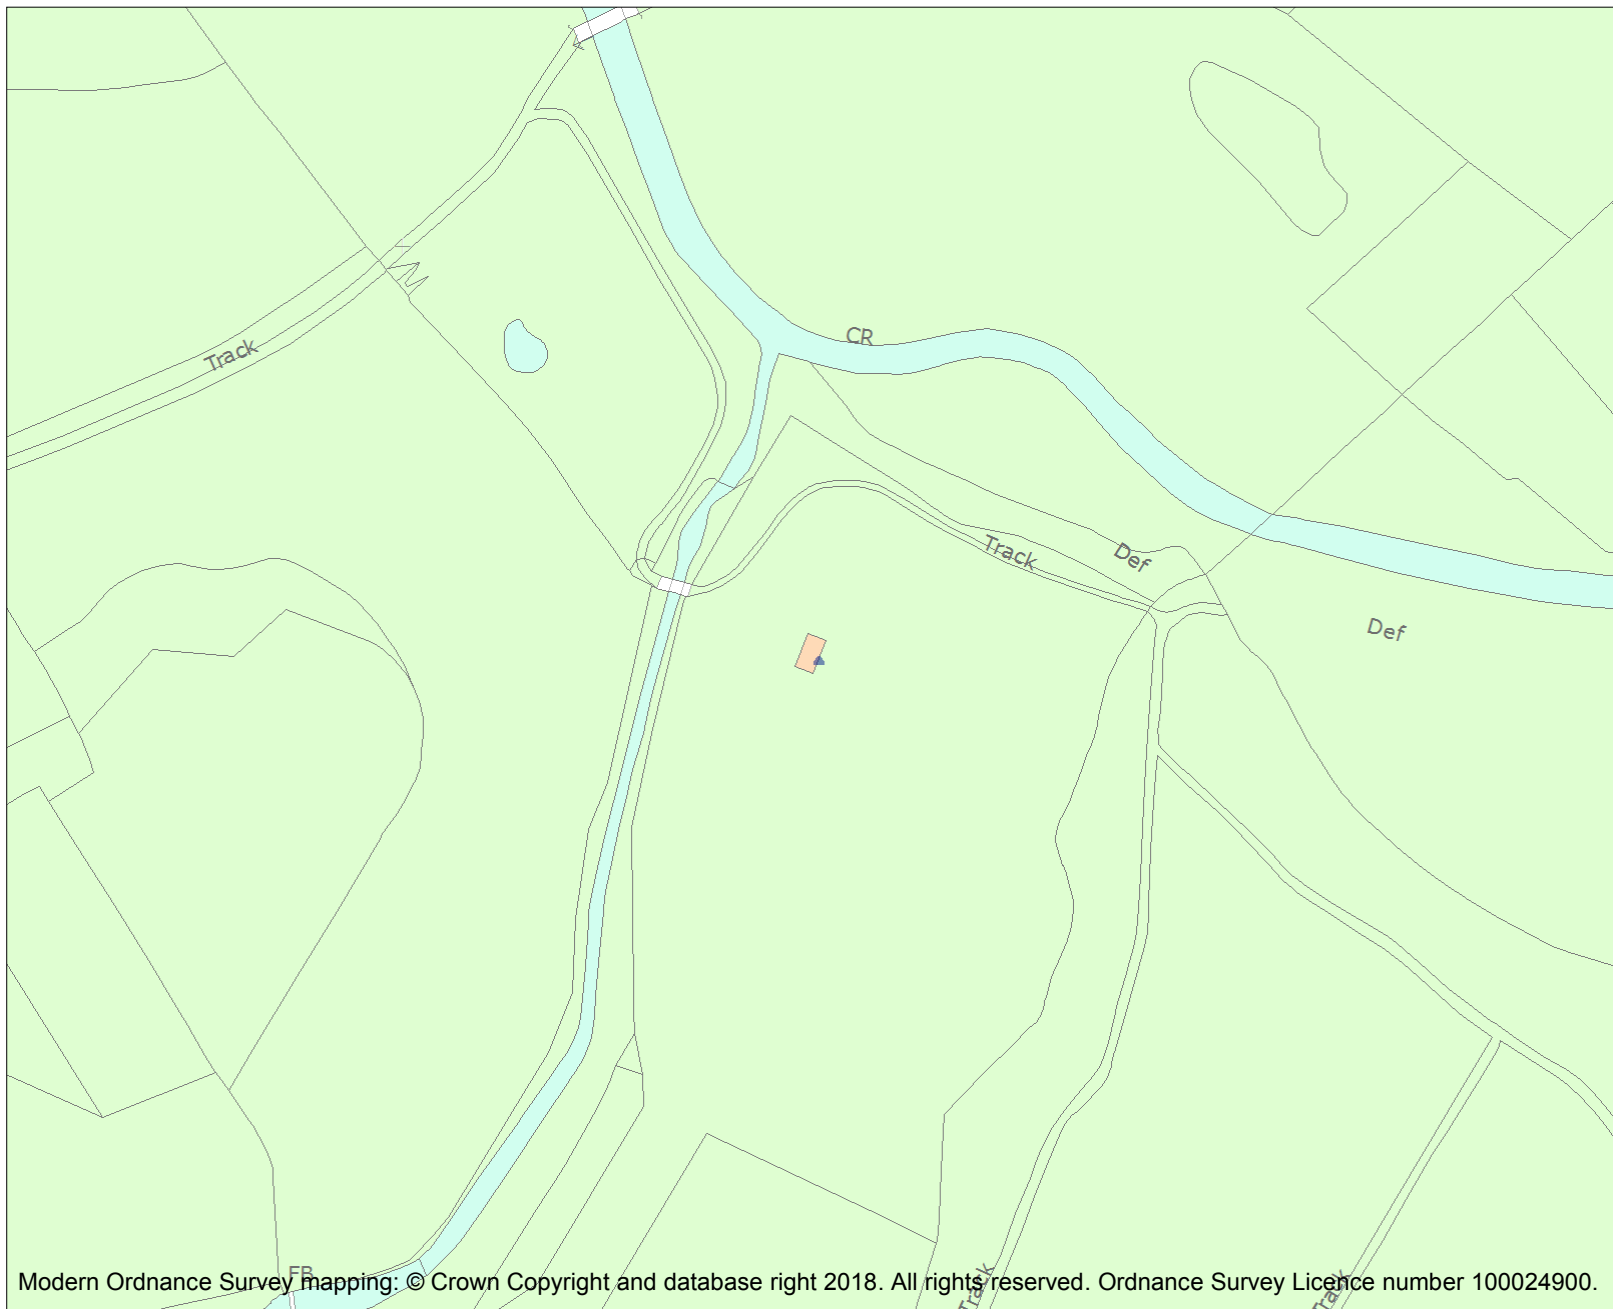 CR
Track
Track
Def
Def
FB
Track
Track
Modern Ordnance Survey mapping: © Crown Copyright and database right 2018. All rights reserved. Ordnance Survey Licence number 100024900.